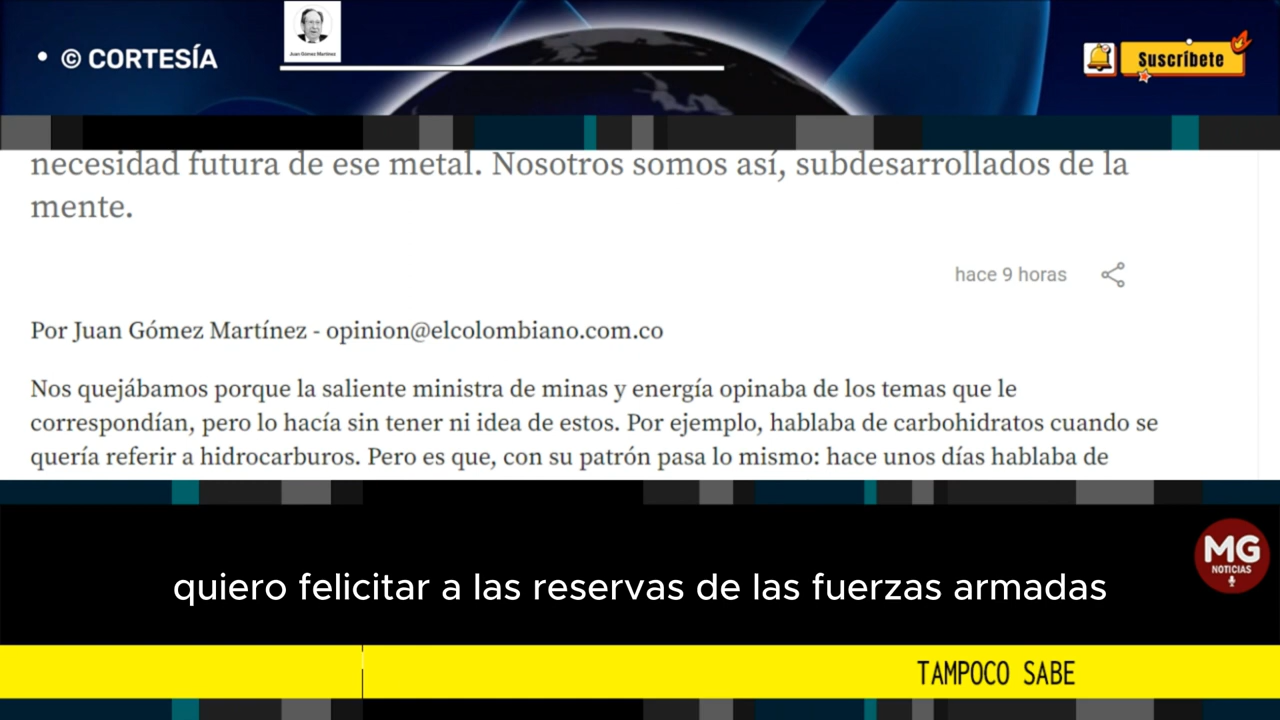 • © CORTESÍA
Juan Gómez Martínez
Suscríbete
necesidad futura de ese metal. Nosotros somos así, subdesarrollados de la
mente.
hace 9 horas
Por Juan Gómez Martínez - opinion@elcolombiano.com.co
Nos quejábamos porque la saliente ministra de minas y energía opinaba de los temas que le
correspondían, pero lo hacía sin tener ni idea de estos. Por ejemplo, hablaba de carbohidratos cuando se
quería referir a hidrocarburos. Pero es que, con su patrón pasa lo mismo: hace unos días hablaba de
MG
NOTICIAS
quiero felicitar a las reservas de las fuerzas armadas
TAMPOCO SABE